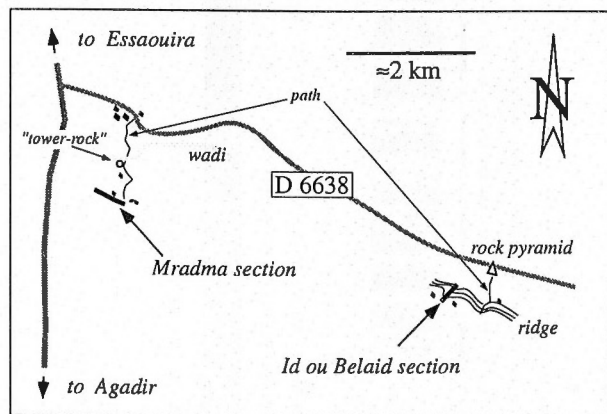 to Essaouira
≈2 km
N
path
"tower-rock"
wadi
D 6638
Mradma section
rock pyramid
ridge
Id ou Belaid section
to Agadir